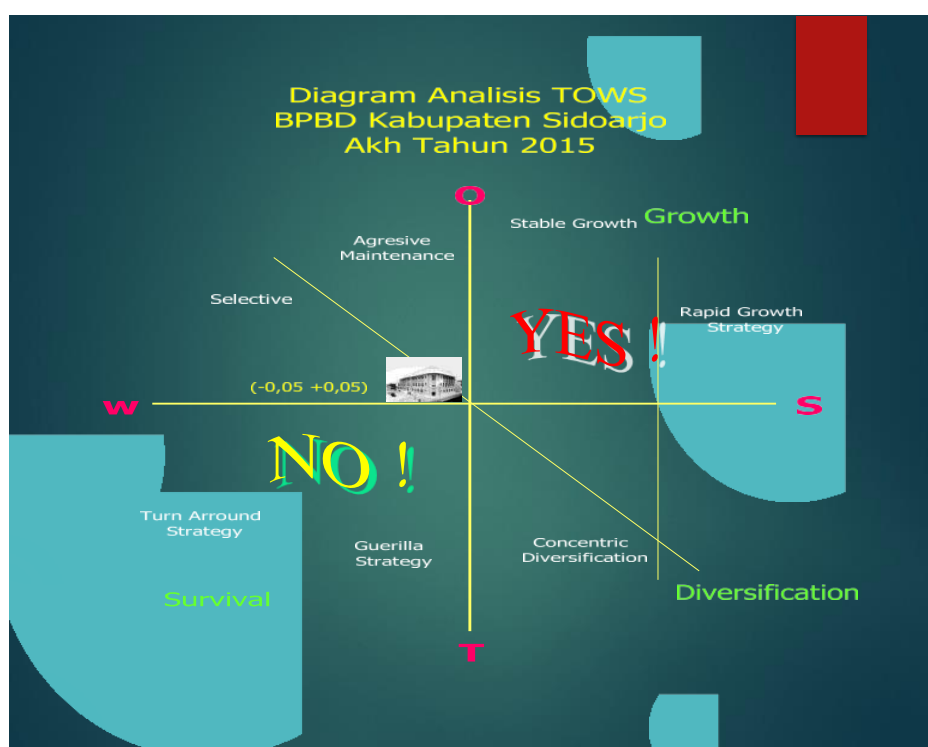 Diagram Analisis TOWS
BPBD Kabupaten Sidoarjo
Akh Tahun 2015
O
Stable Growth
Growth
Agresive
Maintenance
Selective
YES !
Rapid Growth
Strategy
(-0,05 +0,05)
W
S
NO !
Turn Arround
Strategy
Guerilla
Strategy
Concentric
Diversification
Survival
Diversification
T